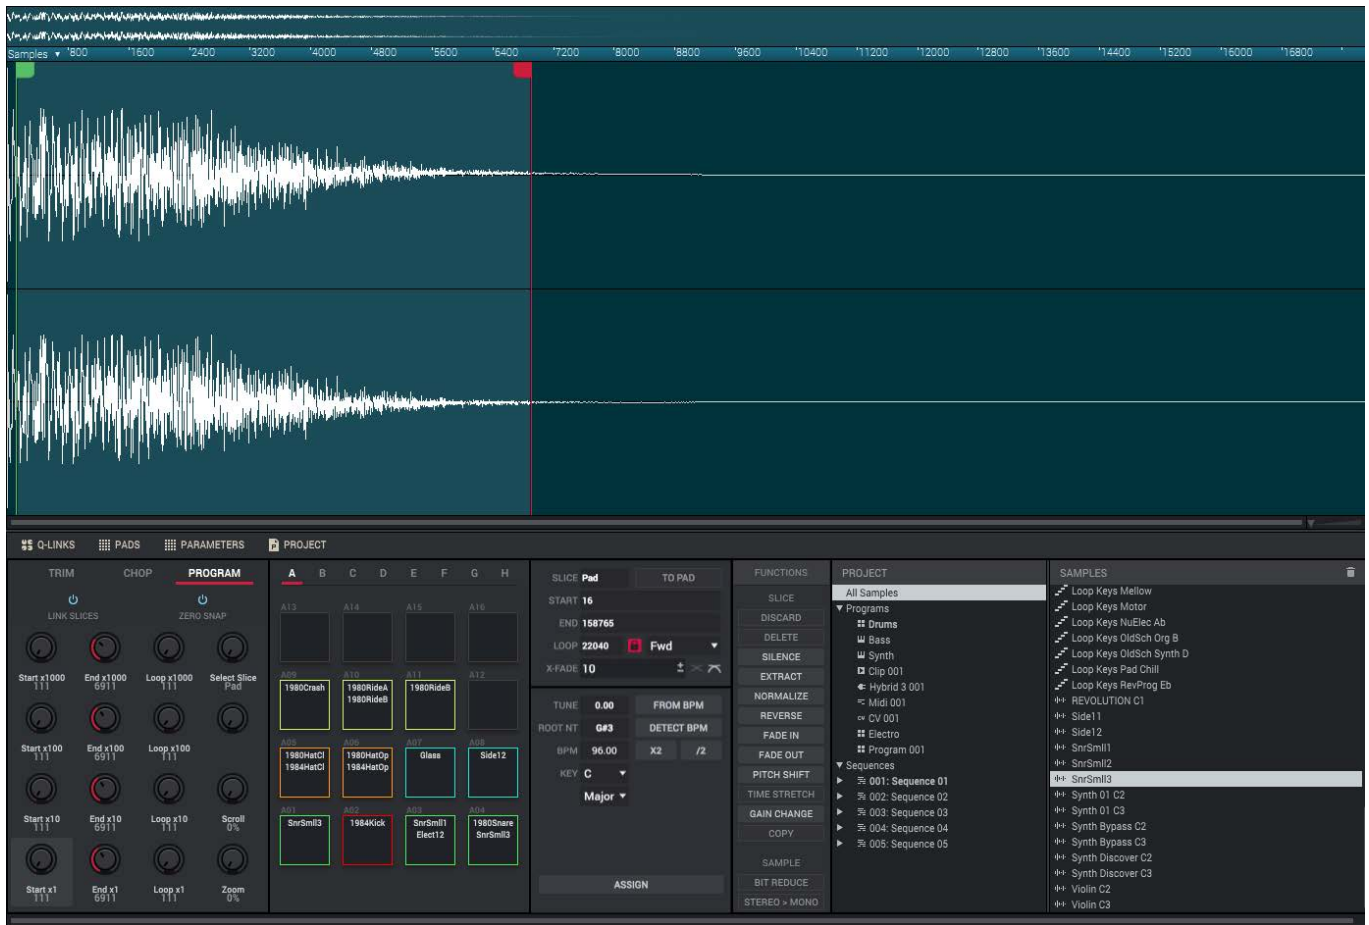 Samples ▼ '800 '1600 '2400 '3200 '4000 '4800 '5600 '6400 '7200 '8000 '8800 '9600 '10400 '11200 '12000 '12800 '13600 '14400 '15200 '16000 '16800
Q-LINKS PADS PARAMETERS PROJECT
TRIM CHOP PROGRAM
LINK SLICES ZERO SNAP
Start x1000 End x1000 Loop x1000 Select Slice
111 6911 111 Pad
Start x100 End x100 Loop x100
111 6911 111
Start x10 End x10 Loop x10 Scroll
111 6911 111 0%
Start x1 End x1 Loop x1 Zoom
111 6911 111 0%
A B C D E F G H
A13 A14 A15 A16
A09 A10 A11 A12
1980Crash 1980RideA 1980RideB
1980RideB
A05 A06 A07 A08
1980HatCl 1980HatOp Glass Side12
1984HatCl 1984HatOp
A01 A02 A03 A04
SnrSmll3 1984Kick SnrSmll1 1980Snare
Elect12 SnrSmll3
SLICE Pad TO PAD
START 16
END 158765
LOOP 22040 Fwd ▼
X-FADE 10
TUNE 0.00 FROM BPM
ROOT NT G#3 DETECT BPM
BPM 96.00 X2 /2
KEY C ▼
Major ▼
ASSIGN
FUNCTIONS
SLICE
DISCARD
DELETE
SILENCE
EXTRACT
NORMALIZE
REVERSE
FADE IN
FADE OUT
PITCH SHIFT
TIME STRETCH
GAIN CHANGE
COPY
SAMPLE
BIT REDUCE
STEREO > MONO
PROJECT
All Samples
▼ Programs
Drums
Bass
Synth
Clip 001
Hybrid 3 001
Midi 001
CV 001
Electro
Program 001
▼ Sequences
001: Sequence 01
002: Sequence 02
003: Sequence 03
004: Sequence 04
005: Sequence 05
SAMPLES
Loop Keys Mellow
Loop Keys Motor
Loop Keys NuElec Ab
Loop Keys OldSch Org B
Loop Keys OldSch Synth D
Loop Keys Pad Chill
Loop Keys RevProg Eb
REVOLUTION C1
Side11
Side12
SnrSmll1
SnrSmll2
SnrSmll3
Synth 01 C2
Synth 01 C3
Synth Bypass C2
Synth Bypass C3
Synth Discover C2
Synth Discover C3
Violin C2
Violin C3